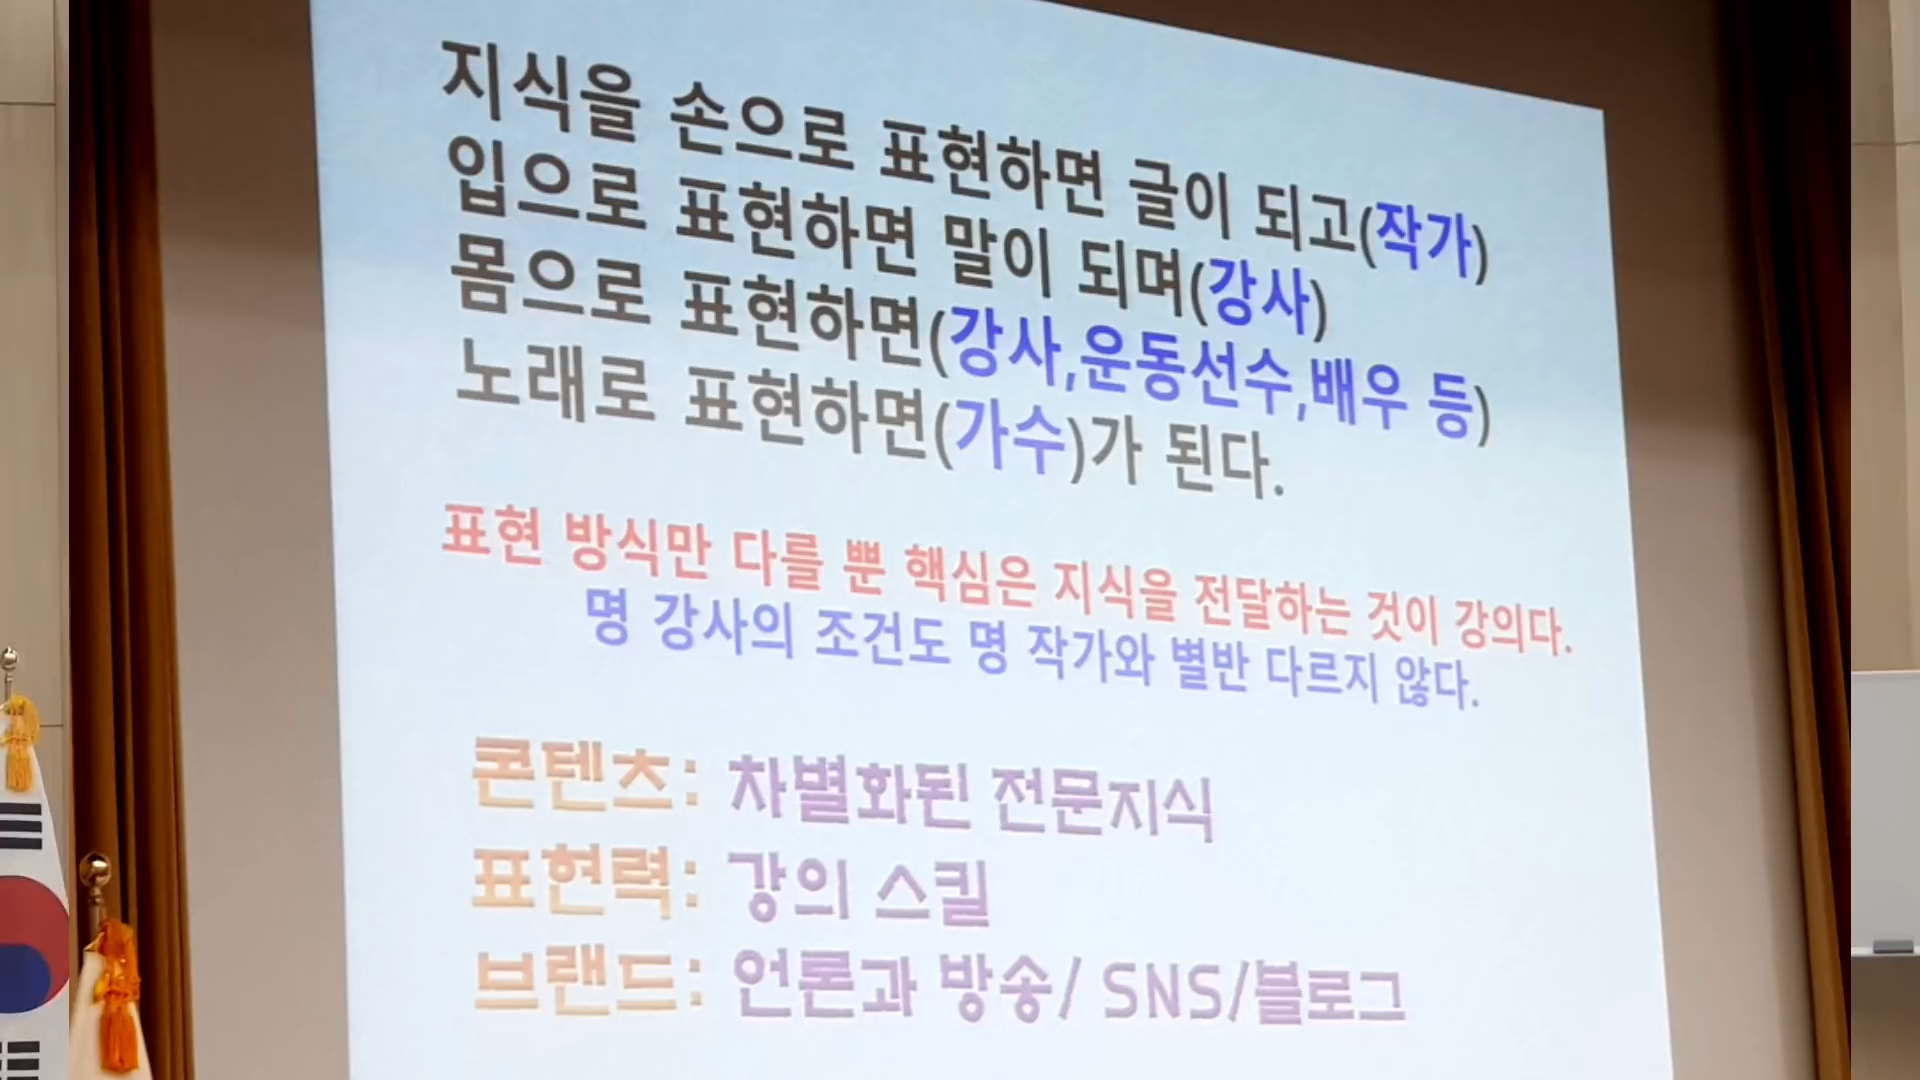 지식을 손으로 표현하면 글이 되고(작가)
입으로 표현하면 말이 되며(강사)
몸으로 표현하면(강사,운동선수,배우 등)
노래로 표현하면(가수)가 된다.
표현 방식만 다를 뿐 핵심은 지식을 전달하는 것이 강의다.
명 강사의 조건도 명 작가와 별반 다르지 않다.
콘텐츠: 차별화된 전문지식
표현력: 강의 스킬
브랜드: 언론과 방송/ SNS/블로그